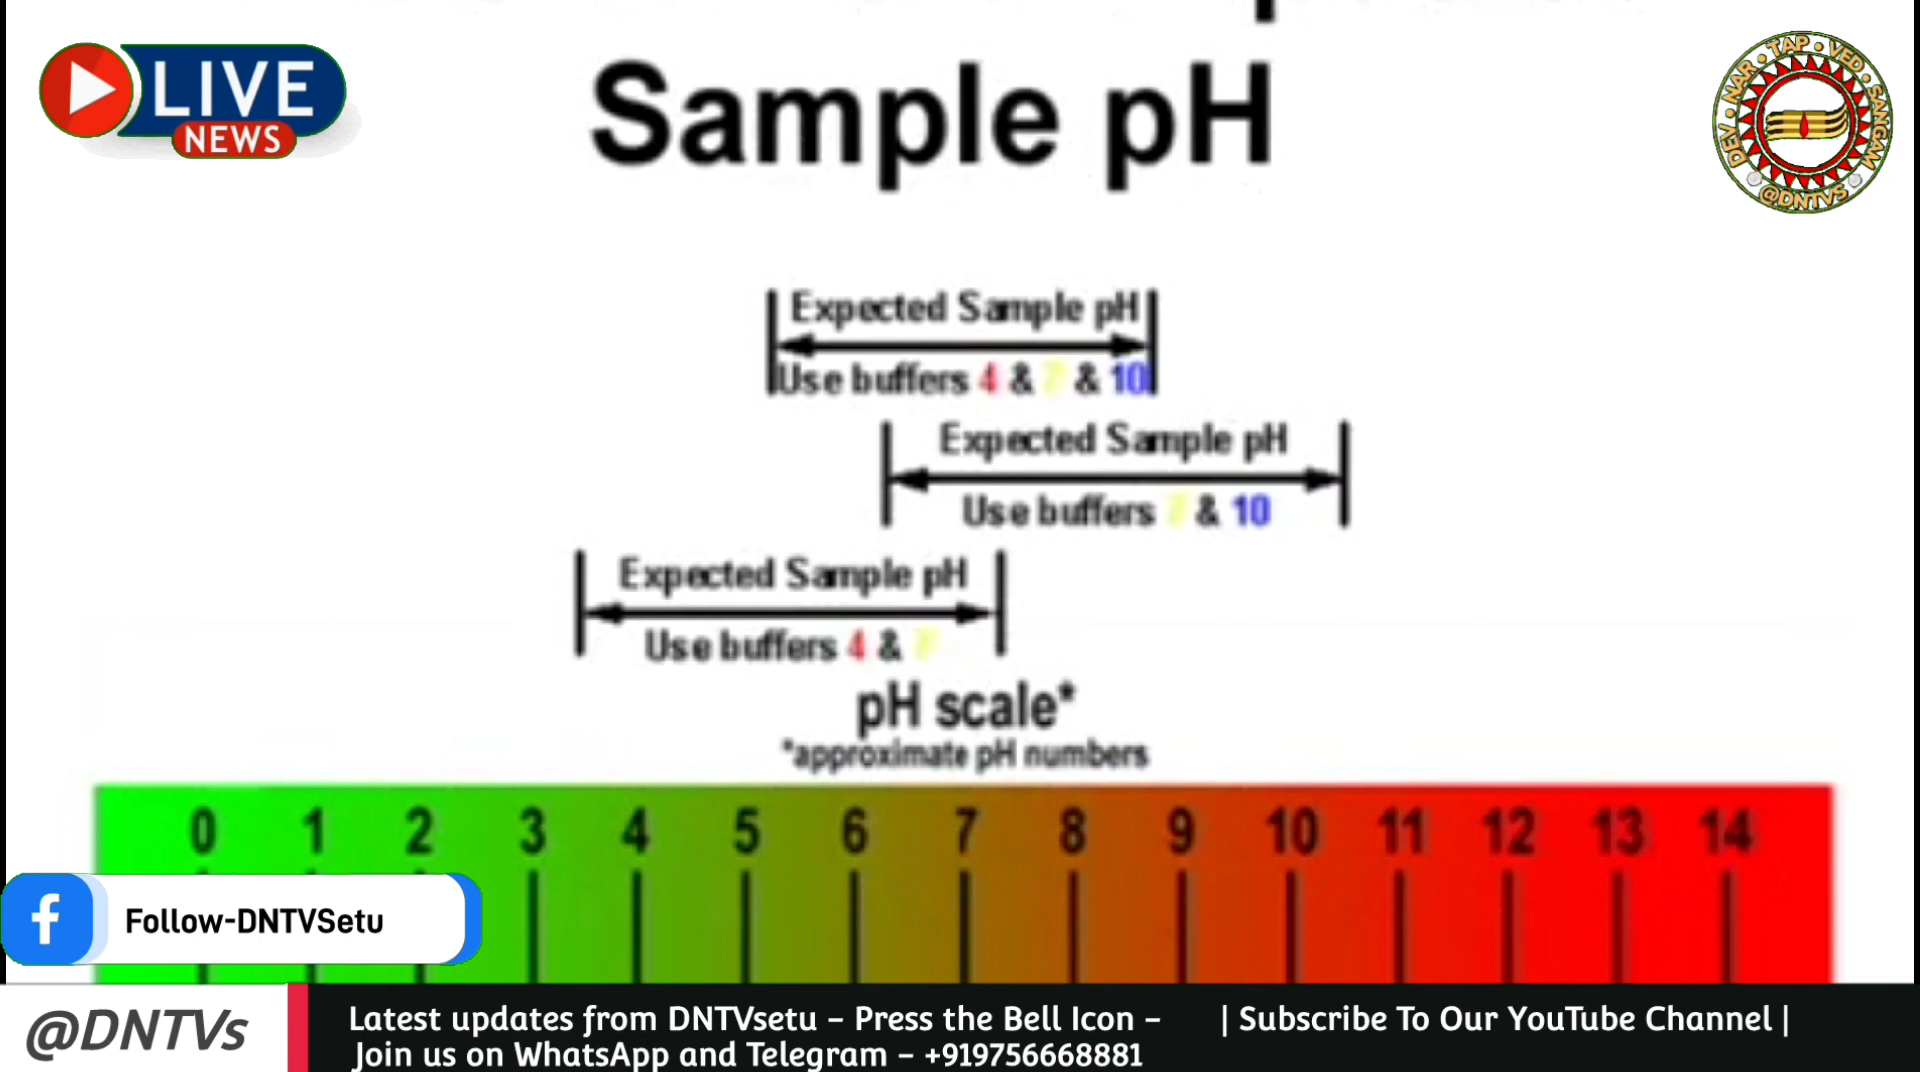 Sample pH
LIVE
NEWS
DEV • NAR • TAP • VED • SANGAM
@DNTVS
Expected Sample pH
Use buffers 4 & 7 & 10
Expected Sample pH
Use buffers 7 & 10
Expected Sample pH
Use buffers 4 & 7
pH scale*
*approximate pH numbers
0 1 2 3 4 5 6 7 8 9 10 11 12 13 14
Follow-DNTVSetu
@DNTVs
Latest updates from DNTVsetu – Press the Bell Icon – | Subscribe To Our YouTube Channel |
Join us on WhatsApp and Telegram – +919756668881